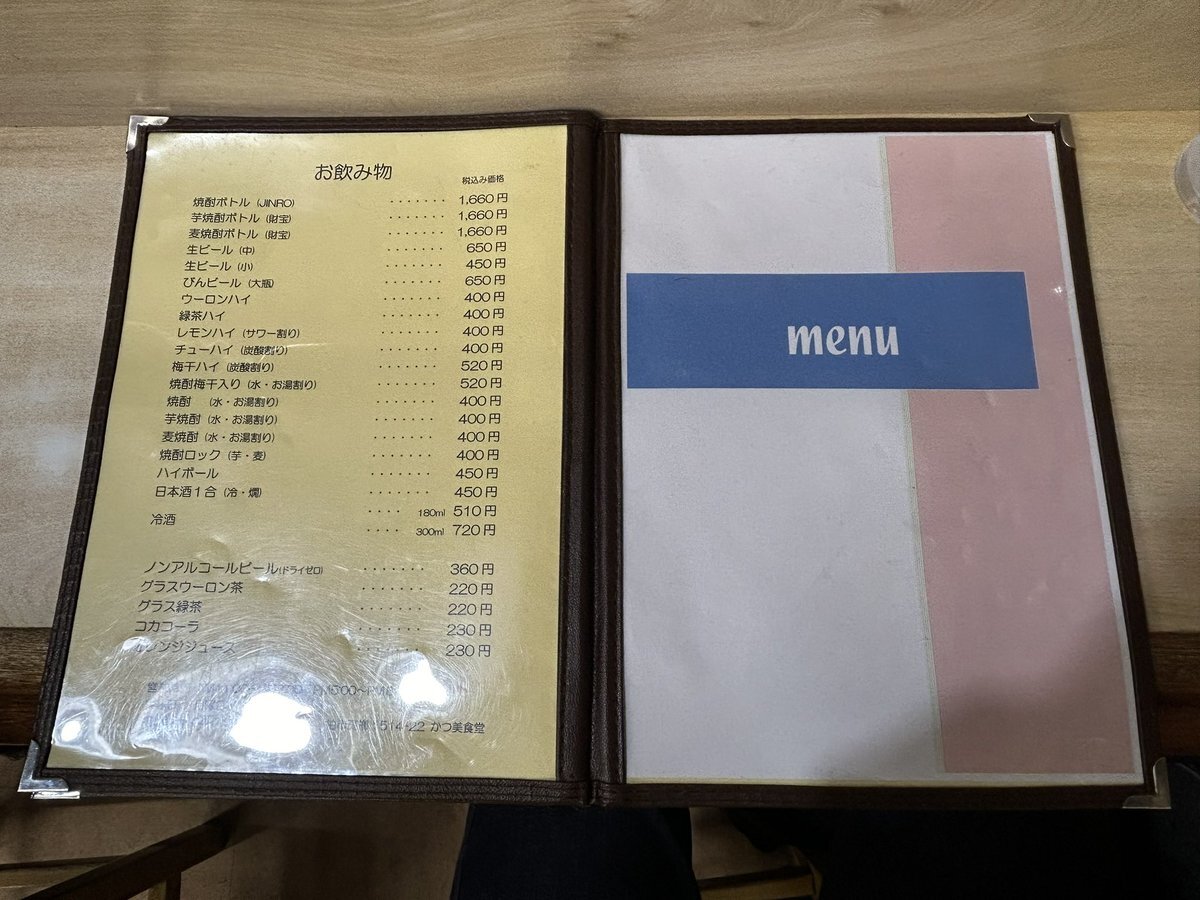 お飲み物
税込み価格
焼酎ボトル（JINRO） ・・・・・・・ 1,660円
芋焼酎ボトル（財宝） ・・・・・・・ 1,660円
麦焼酎ボトル（財宝） ・・・・・・・ 1,660円
生ビール（中） ・・・・・・・ 650円
生ビール（小） ・・・・・・・ 450円
びんビール（大瓶） ・・・・・・・ 650円
ウーロンハイ ・・・・・・・ 400円
緑茶ハイ ・・・・・・・ 400円
レモンハイ（サワー割り） ・・・・・・・ 400円
チューハイ（炭酸割り） ・・・・・・・ 400円
梅干ハイ（炭酸割り） ・・・・・・・ 520円
焼酎梅干入り（水・お湯割り） ・・・・・・・ 520円
焼酎　（水・お湯割り） ・・・・・・・ 400円
芋焼酎（水・お湯割り） ・・・・・・・ 400円
麦焼酎（水・お湯割り） ・・・・・・・ 400円
焼酎ロック（芋・麦） ・・・・・・・ 400円
ハイボール ・・・・・・・ 450円
日本酒１合（冷・燗） ・・・・・・・ 450円
冷酒 ・・・・ 180ml 510円
・・・・ 300ml 720円
ノンアルコールビール(ドライゼロ) ・・・・・・・ 360円
グラスウーロン茶 ・・・・・・・ 220円
グラス緑茶 ・・・・・・・ 220円
コカコーラ ・・・・・・・ 230円
オレンジジュース ・・・・・・・ 230円
514-22 かつ美食堂
menu